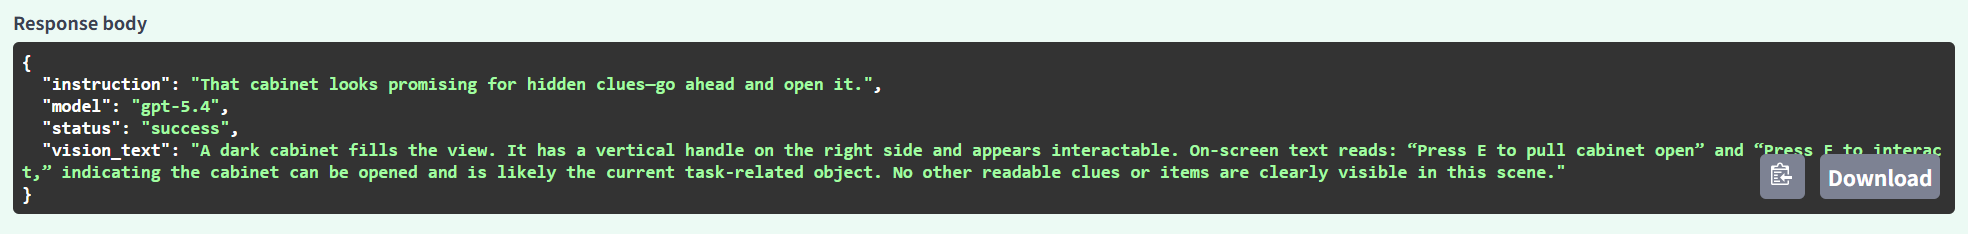 Response body
{
"instruction": "That cabinet looks promising for hidden clues—go ahead and open it.",
"model": "gpt-5.4",
"status": "success",
"vision_text": "A dark cabinet fills the view. It has a vertical handle on the right side and appears interactable. On-screen text reads: “Press E to pull cabinet open” and “Press E to interac
t,” indicating the cabinet can be opened and is likely the current task-related object. No other readable clues or items are clearly visible in this scene."
}
Download